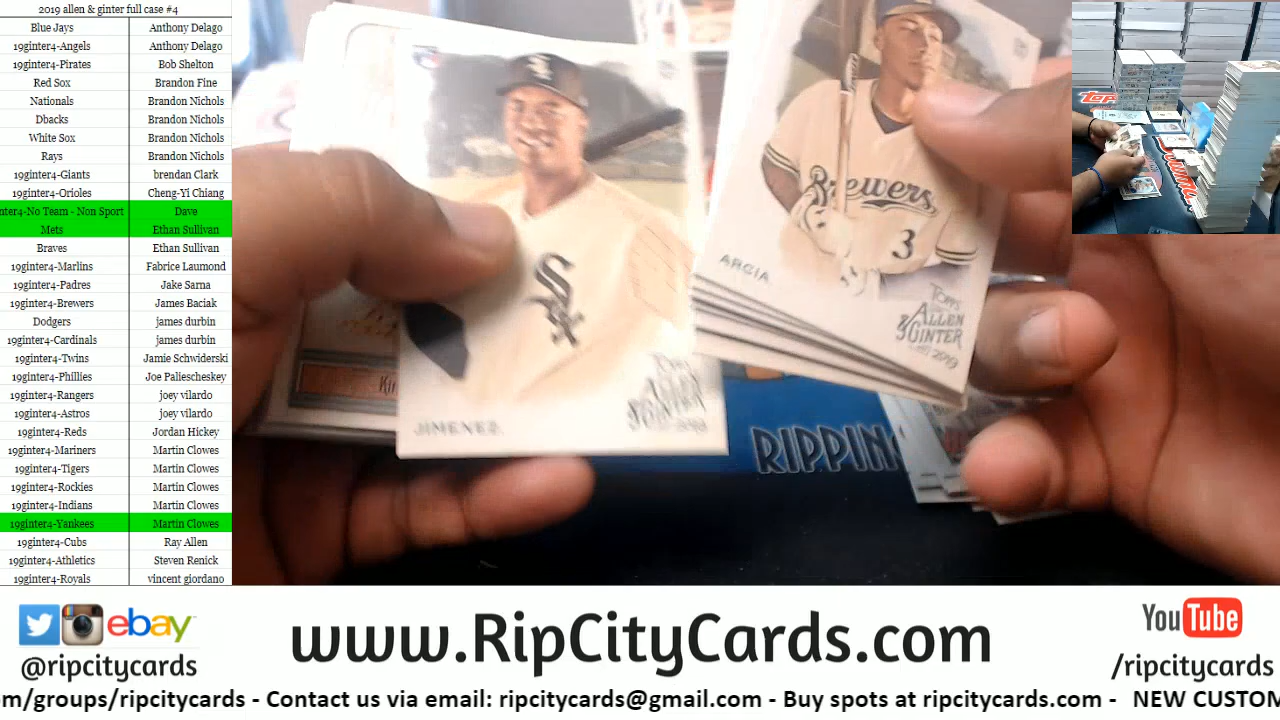 2019 allen & ginter full case #4
Blue Jays Anthony Delago
19ginter4-Angels Anthony Delago
19ginter4-Pirates Bob Shelton
Red Sox Brandon Fine
Nationals Brandon Nichols
Dbacks Brandon Nichols
White Sox Brandon Nichols
Rays Brandon Nichols
19ginter4-Giants brendan Clark
19ginter4-Orioles Cheng-Yi Chiang
nter4-No Team - Non Sport Dave
Mets Ethan Sullivan
Braves Ethan Sullivan
19ginter4-Marlins Fabrice Laumond
19ginter4-Padres Jake Sarna
19ginter4-Brewers James Baciak
Dodgers james durbin
19ginter4-Cardinals james durbin
19ginter4-Twins Jamie Schwiderski
19ginter4-Phillies Joe Paliescheskey
19ginter4-Rangers joey vilardo
19ginter4-Astros joey vilardo
19ginter4-Reds Jordan Hickey
19ginter4-Mariners Martin Clowes
19ginter4-Tigers Martin Clowes
19ginter4-Rockies Martin Clowes
19ginter4-Indians Martin Clowes
19ginter4-Yankees Martin Clowes
19ginter4-Cubs Ray Allen
19ginter4-Athletics Steven Renick
19ginter4-Royals vincent giordano
Sox
JIMENEZ
Brewers
3
ARCIA
TOPPS
ALLEN
& GINTER
2019
RIPPIN
topps
ebay
@ripcitycards
www.RipCityCards.com
YouTube
/ripcitycards
om/groups/ripcitycards - Contact us via email: ripcitycards@gmail.com - Buy spots at ripcitycards.com - NEW CUSTOM